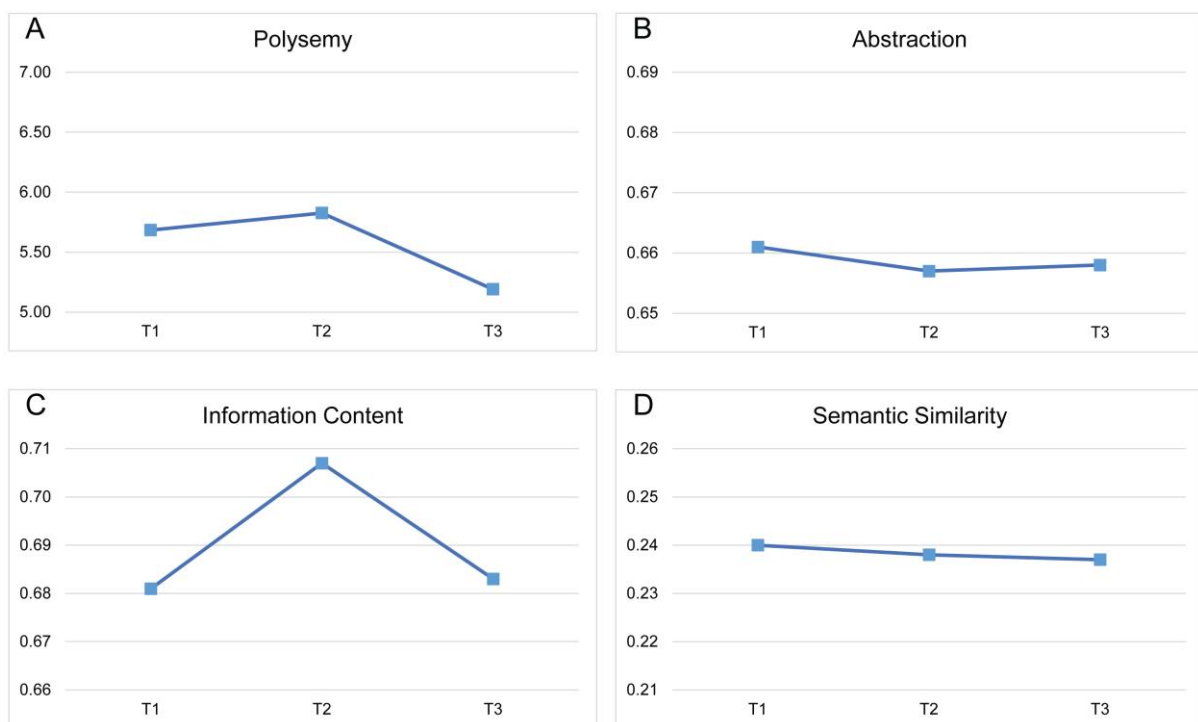 A
Polysemy
7.00
6.50
6.00
5.50
5.00
T1 T2 T3
B
Abstraction
0.69
0.68
0.67
0.66
0.65
T1 T2 T3
C
Information Content
0.71
0.70
0.69
0.68
0.67
0.66
T1 T2 T3
D
Semantic Similarity
0.26
0.25
0.24
0.23
0.22
0.21
T1 T2 T3